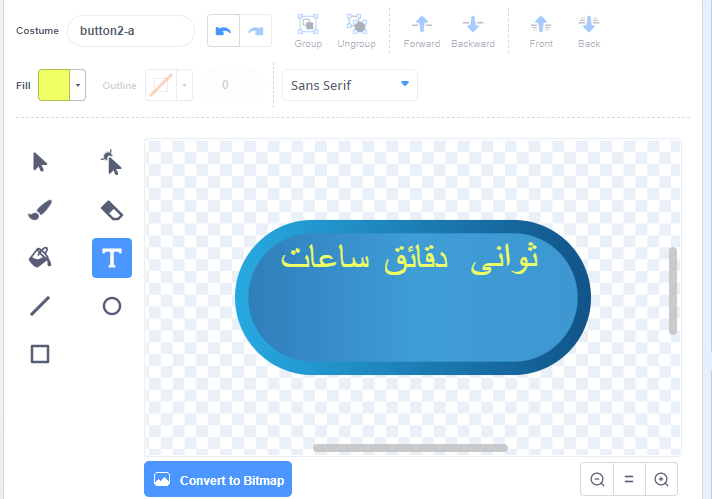 Costume button2-a Group Ungroup Forward Backward Front Back
Fill Outline 0 Sans Serif
T
ثوانى دقائق ساعات
Convert to Bitmap